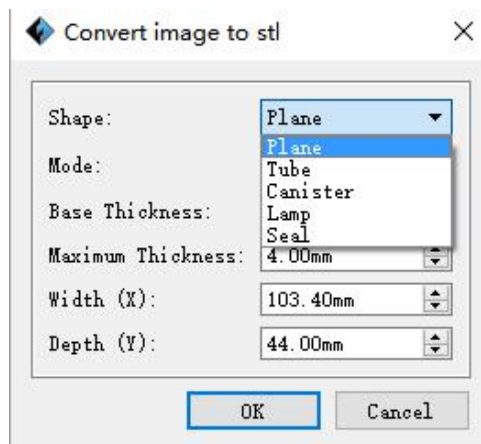 Convert image to stl
Shape: Plane
Plane
Tube
Canister
Lamp
Seal
Mode:
Base Thickness:
Maximum Thickness: 4.00mm
Width (X): 103.40mm
Depth (Y): 44.00mm
OK Cancel